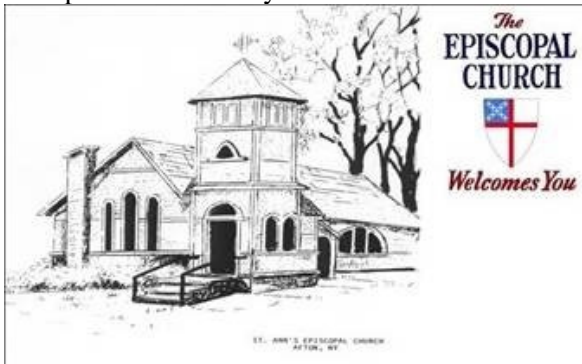 The
EPISCOPAL
CHURCH
Welcomes You
ST. ANN'S EPISCOPAL CHURCH
AFTON, NY